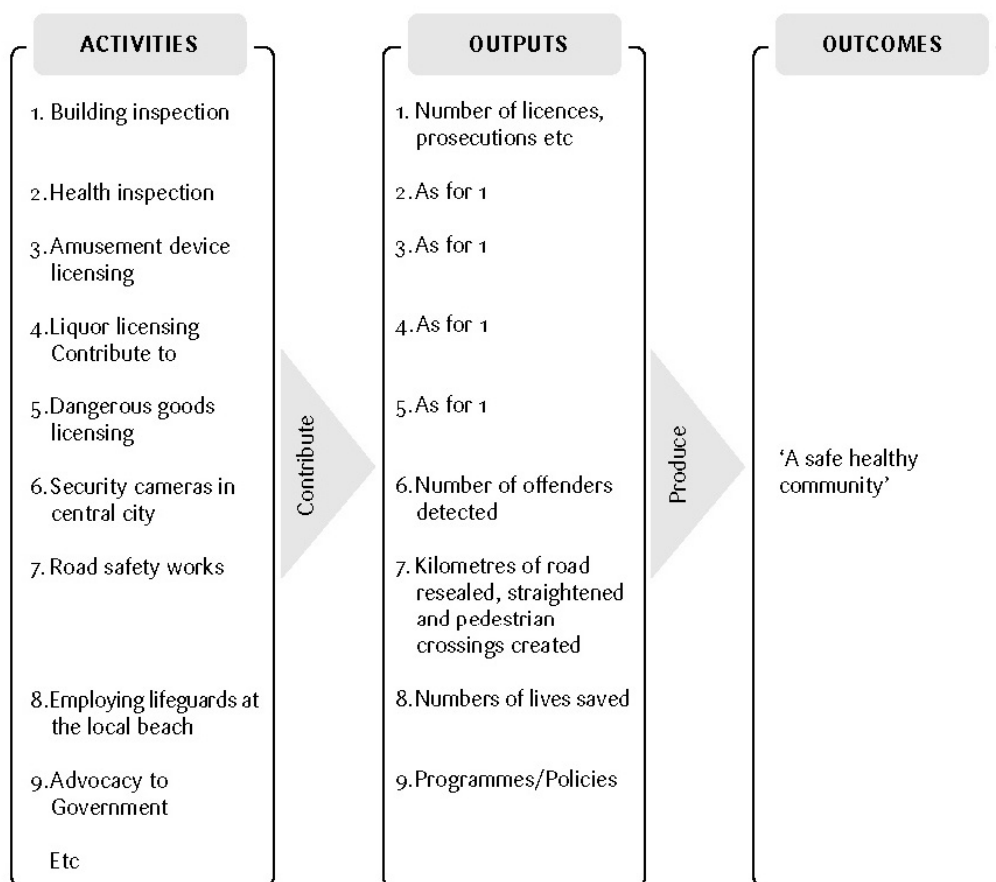 ACTIVITIES
1. Building inspection
2.Health inspection
3.Amusement device
licensing
4.Liquor licensing
Contribute to
5.Dangerous goods
licensing
6.Security cameras in
central city
7. Road safety works
8.Employing lifeguards at
the local beach
9.Advocacy to
Government
Etc
Contribute
OUTPUTS
1. Number of licences,
prosecutions etc
2.As for 1
3.As for 1
4.As for 1
5.As for 1
6.Number of offenders
detected
7. Kilometres of road
resealed, straightened
and pedestrian
crossings created
8.Numbers of lives saved
9.Programmes/Policies
Produce
OUTCOMES
‘A safe healthy
community’